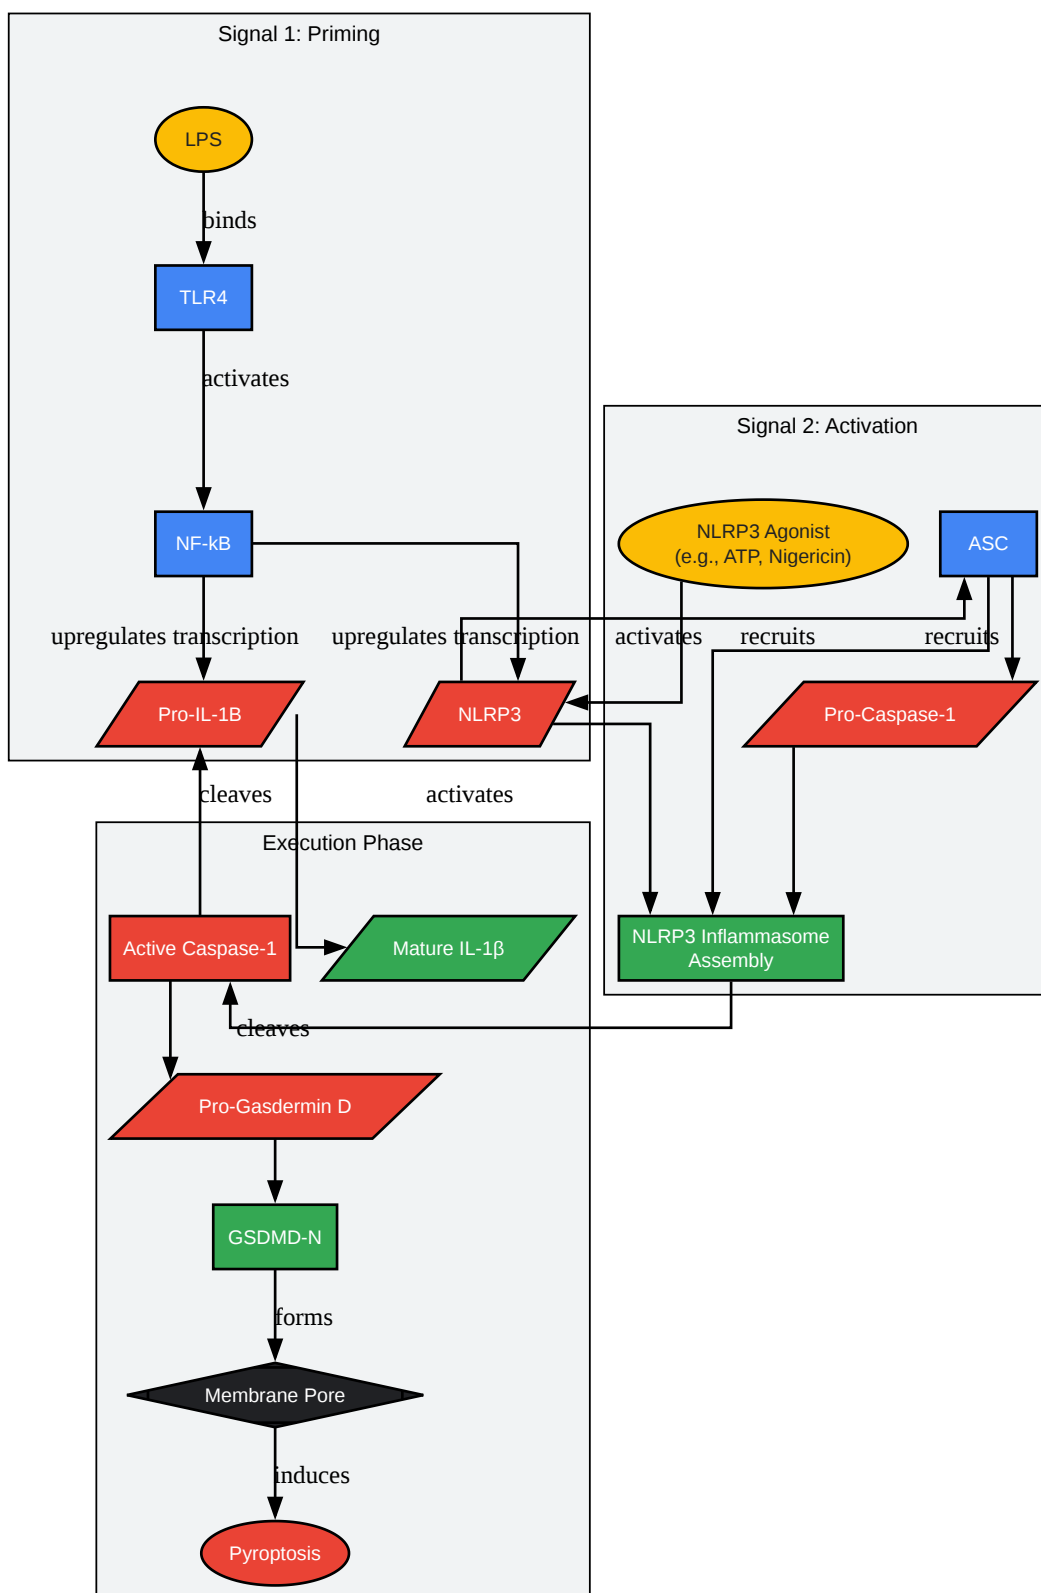 Signal 1: Priming
LPS
binds
TLR4
activates
Signal 2: Activation
NF-kB
NLRP3 Agonist
(e.g., ATP, Nigericin)
ASC
upregulates transcription
upregulates transcription
activates
recruits
recruits
Pro-IL-1B
NLRP3
Pro-Caspase-1
cleaves
activates
Execution Phase
Active Caspase-1
Mature IL-1β
NLRP3 Inflammasome
Assembly
cleaves
Pro-Gasdermin D
GSDMD-N
forms
Membrane Pore
induces
Pyroptosis